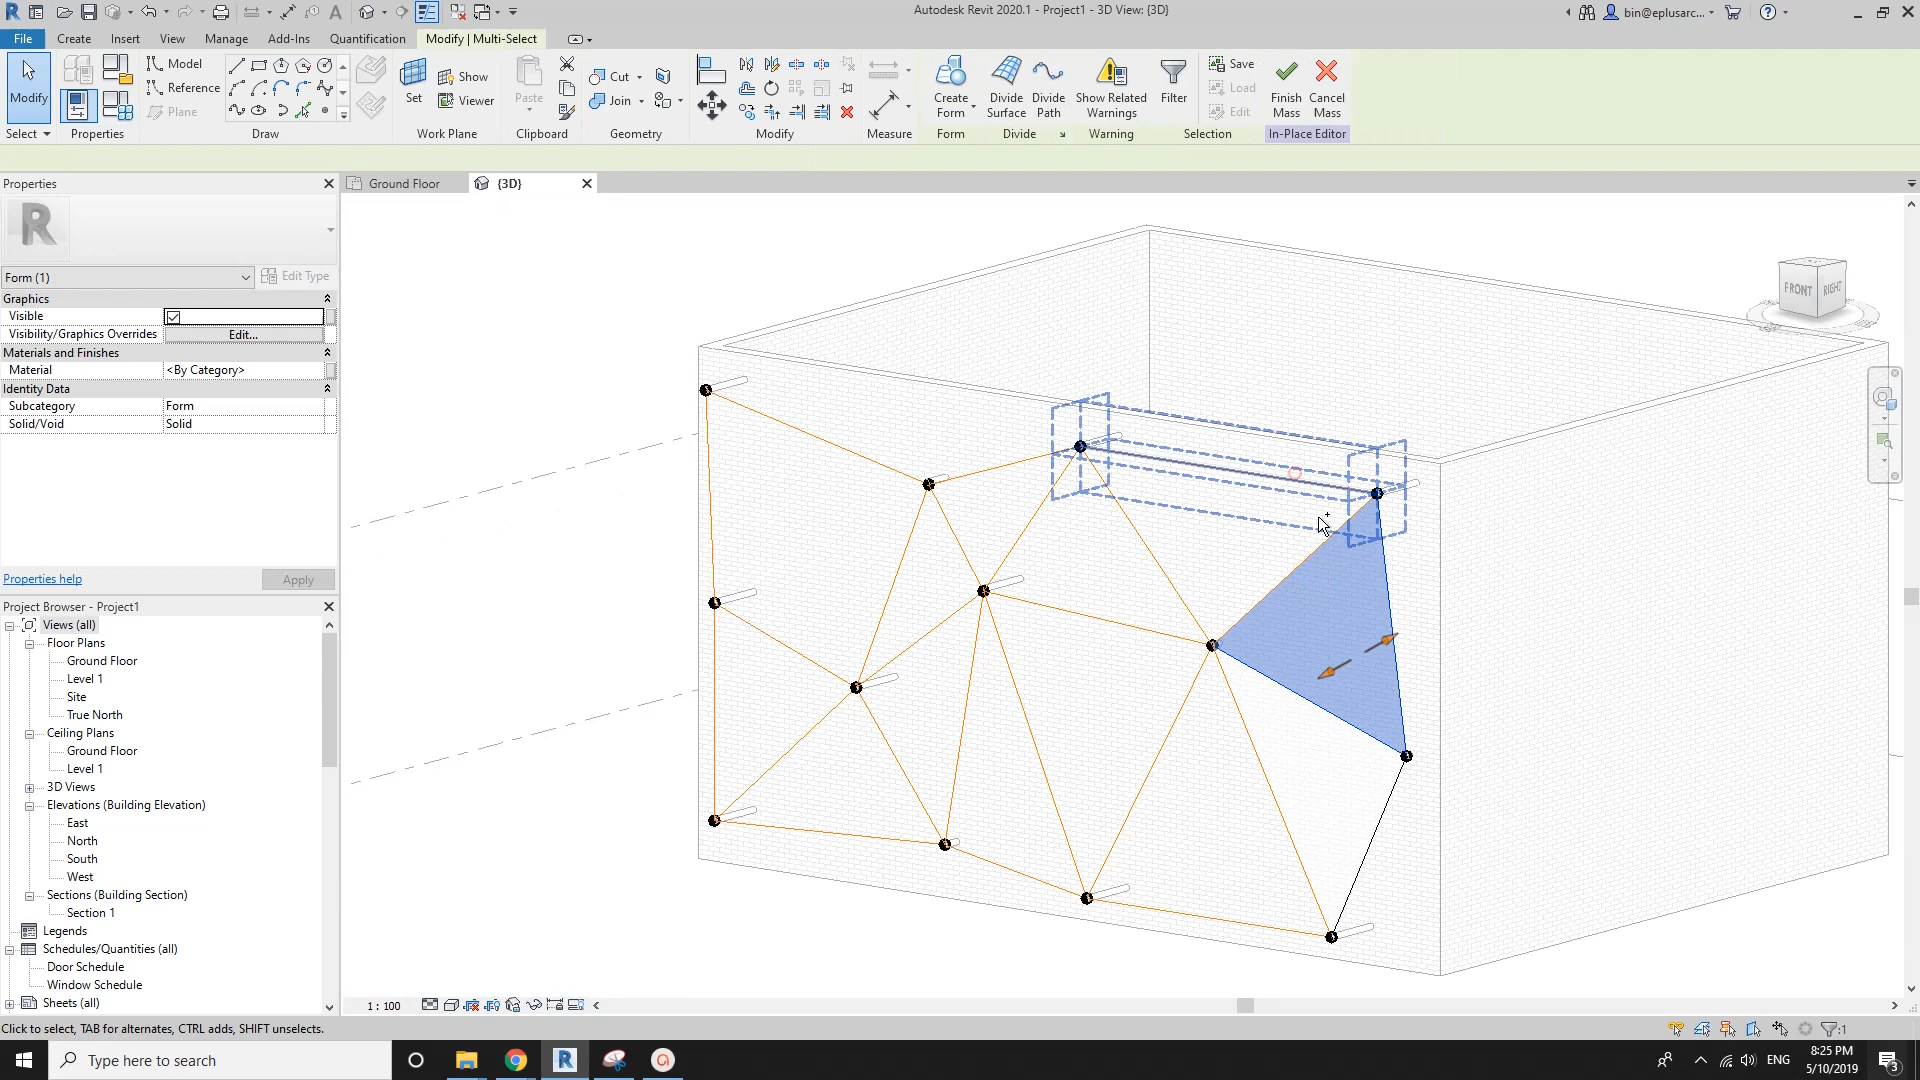 Autodesk Revit 2020.1 - Project1 - 3D View: {3D}
bin@eplusarc...
File Create Insert View Manage Add-Ins Quantification Modify | Multi-Select
Modify
Select
Properties
Model
Reference
Plane
Draw
Set
Show
Viewer
Work Plane
Paste
Clipboard
Cut
Join
Geometry
Modify
Measure
Create Form
Form
Divide Surface
Divide Path
Divide
Show Related Warnings
Warning
Filter
Save
Load
Edit
Selection
Finish Mass
Cancel Mass
In-Place Editor
Properties
Ground Floor
{3D}
R
Form (1)
Edit Type
Graphics
Visible
Visibility/Graphics Overrides Edit...
Materials and Finishes
Material <By Category>
Identity Data
Subcategory Form
Solid/Void Solid
Properties help
Apply
Project Browser - Project1
Views (all)
Floor Plans
Ground Floor
Level 1
Site
True North
Ceiling Plans
Ground Floor
Level 1
3D Views
Elevations (Building Elevation)
East
North
South
West
Sections (Building Section)
Section 1
Legends
Schedules/Quantities (all)
Door Schedule
Window Schedule
Sheets (all)
FRONT
RIGHT
1 : 100
Click to select, TAB for alternates, CTRL adds, SHIFT unselects.
:1
Type here to search
ENG
8:25 PM
5/10/2019
3